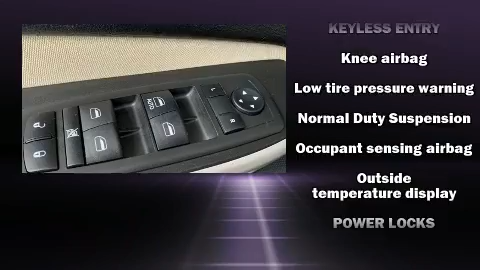 KEYLESS ENTRY
Knee airbag
Low tire pressure warning
Normal Duty Suspension
Occupant sensing airbag
Outside
temperature display
POWER LOCKS
AUTO
L
R